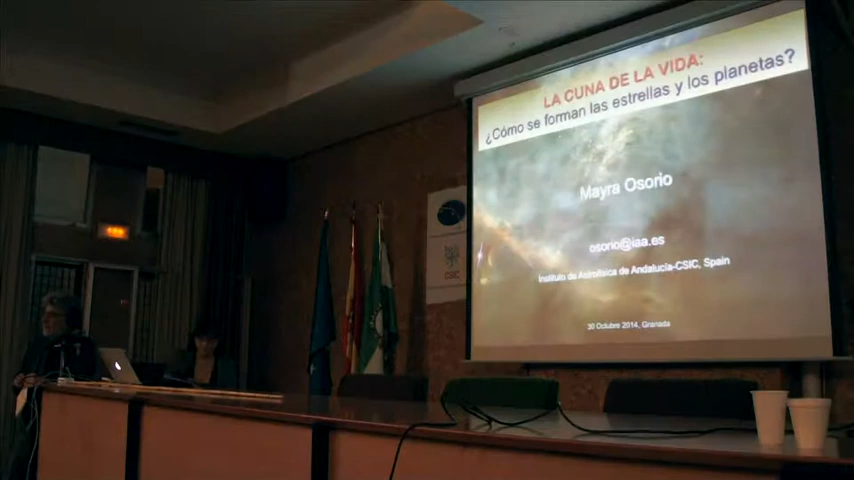 LA CUNA DE LA VIDA:
¿Cómo se forman las estrellas y los planetas?
Mayra Osorio
osorio@iaa.es
Instituto de Astrofísica de Andalucía-CSIC, Spain
30 Octubre 2014, Granada
CSIC